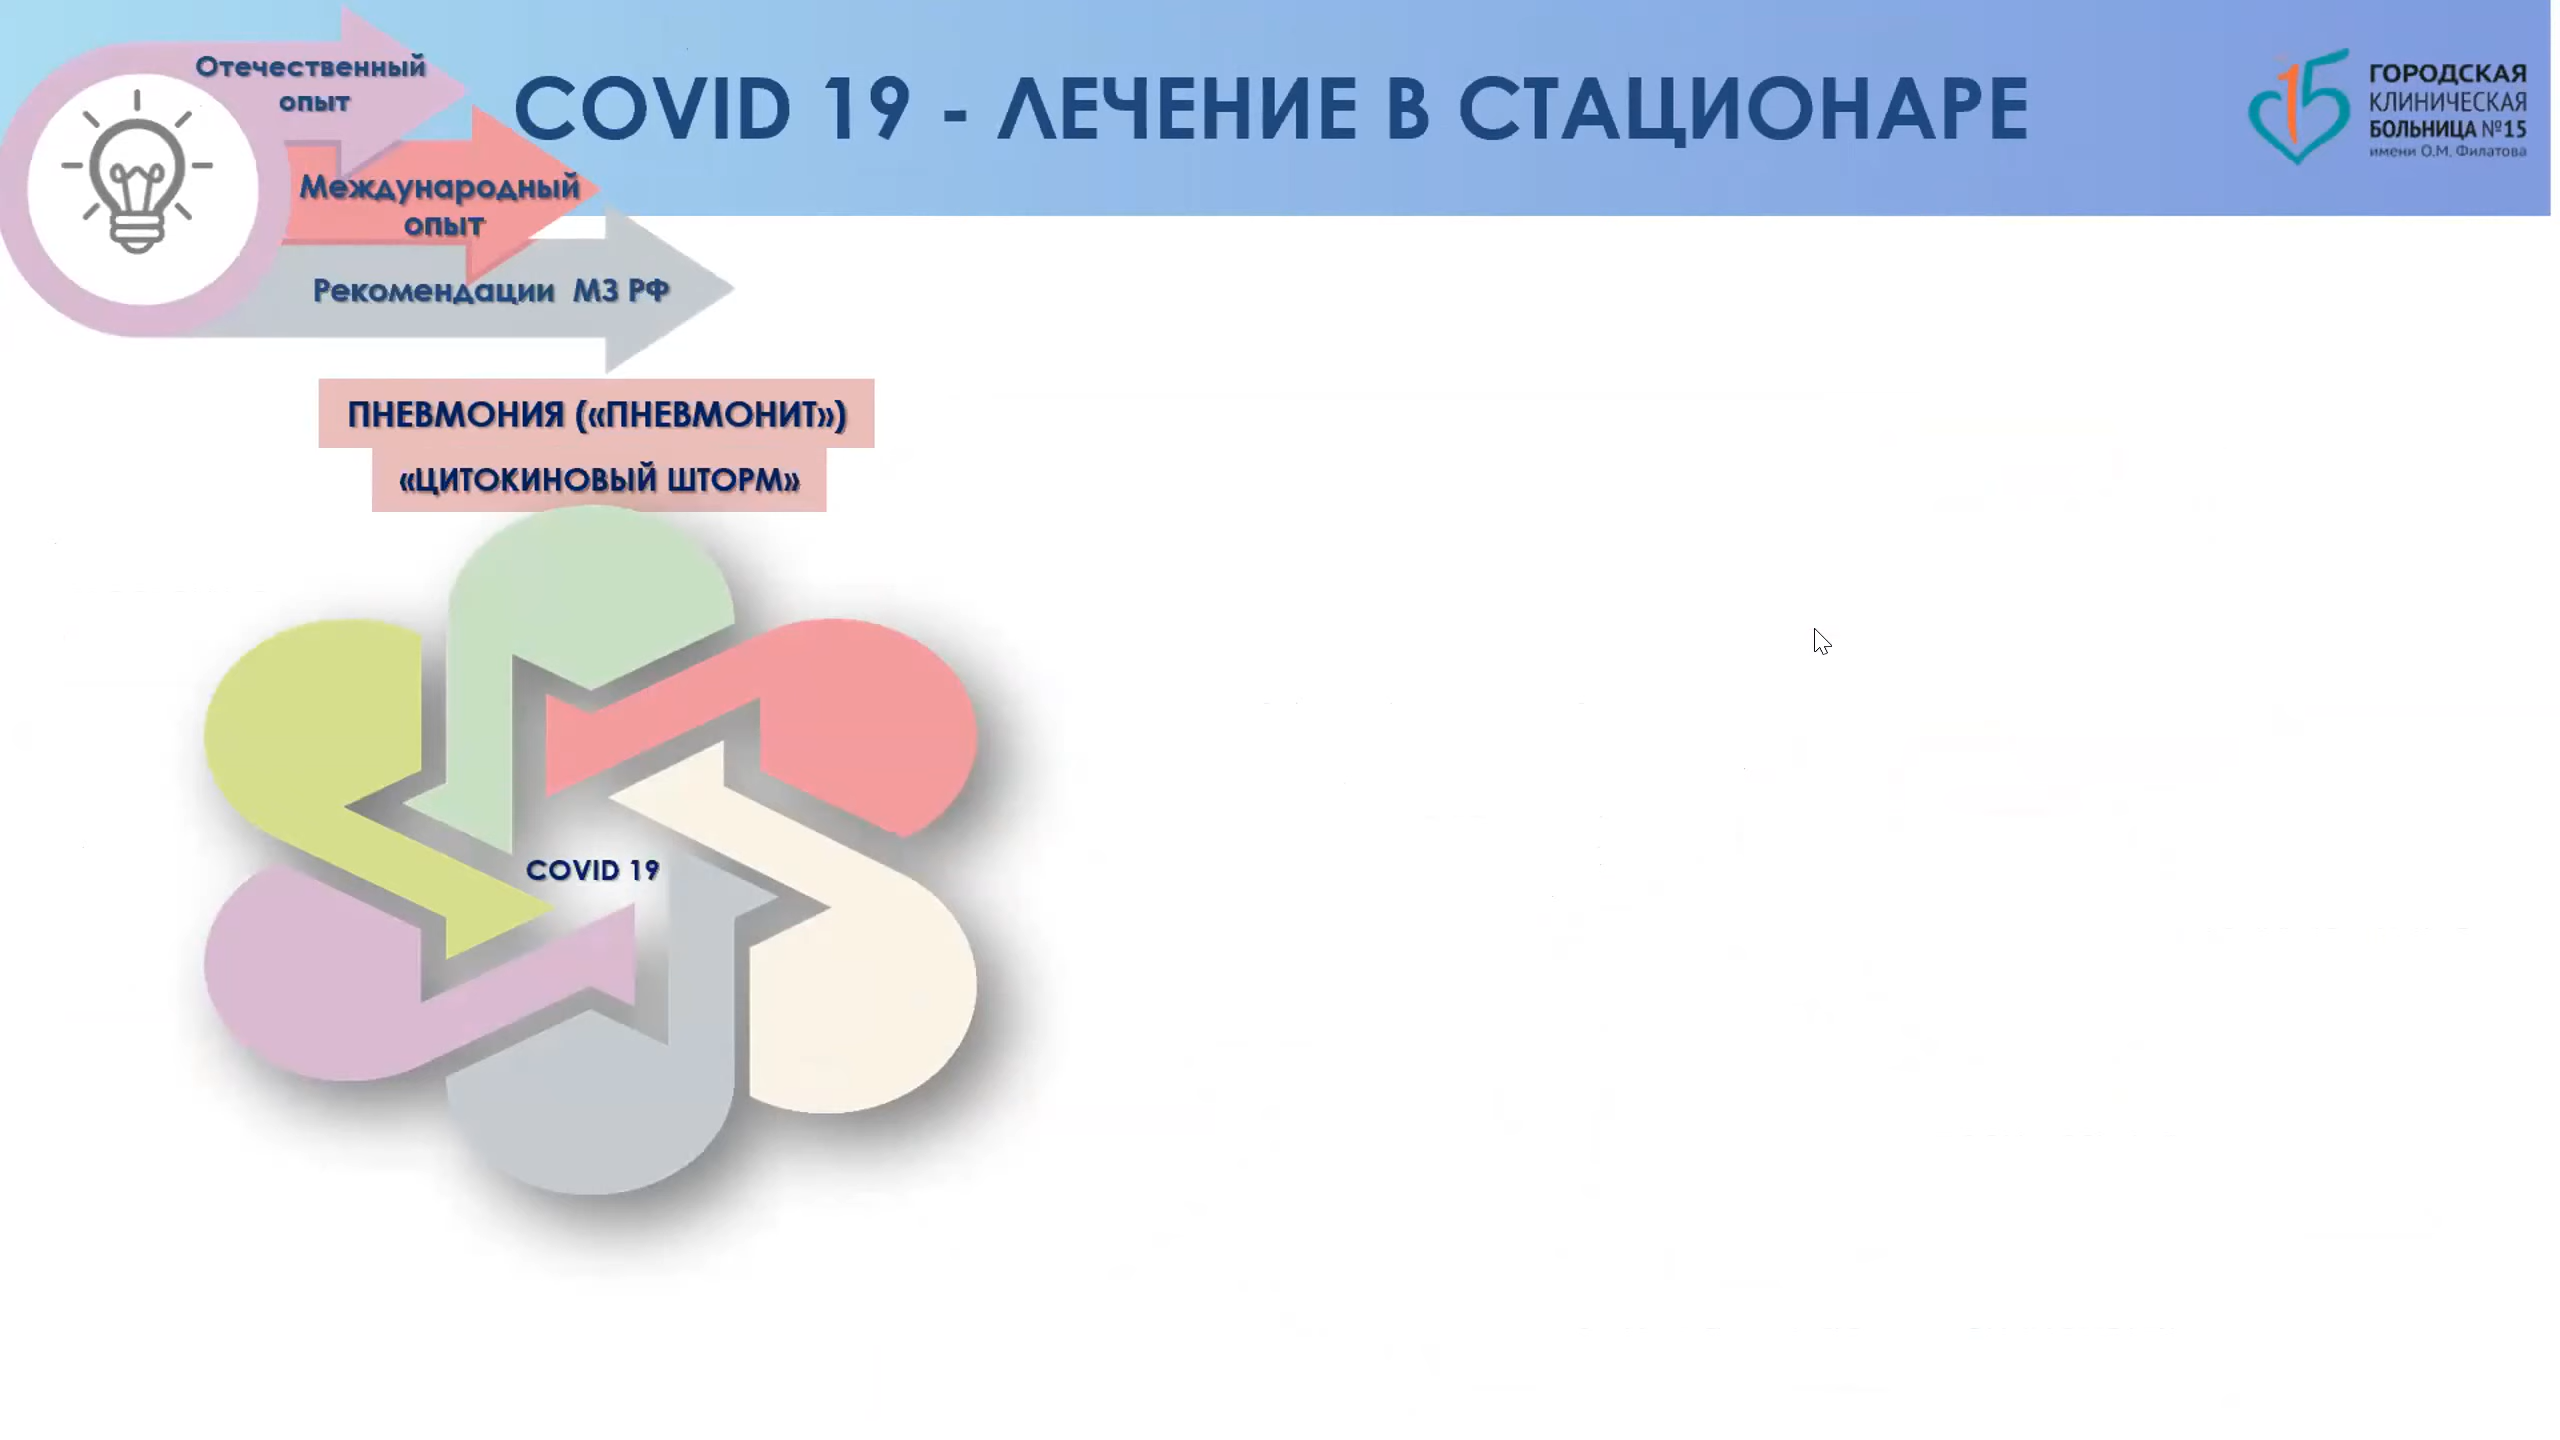 Отечественный
опыт
COVID 19 - ЛЕЧЕНИЕ В СТАЦИОНАРЕ
15
ГОРОДСКАЯ
КЛИНИЧЕСКАЯ
БОЛЬНИЦА №15
имени О.М. Филатова
Международный
опыт
Рекомендации МЗ РФ
ПНЕВМОНИЯ («ПНЕВМОНИТ»)
«ЦИТОКИНОВЫЙ ШТОРМ»
COVID 19